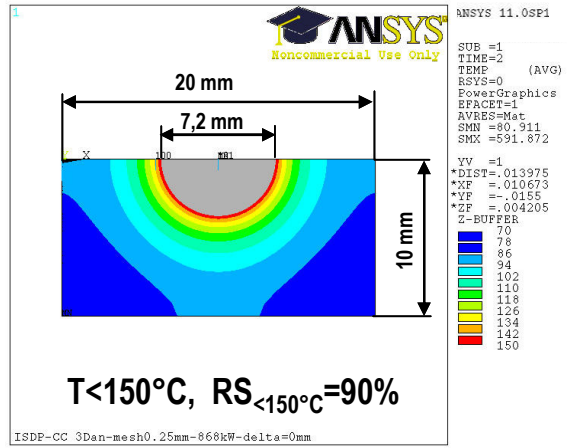 1
ANSYS
Noncommercial Use Only
ANSYS 11.0SP1
SUB =1
TIME=2
TEMP (AVG)
RSYS=0
PowerGraphics
EFACET=1
AVRES=Mat
SMN =80.911
SMX =591.872
YV =1
*DIST=.013975
*XF =.010673
*YF =-.0155
*ZF =.004205
Z-BUFFER
70
78
86
94
102
110
118
126
134
142
150
20 mm
7,2 mm
X
100
10 mm
T<150°C, RS<150°C=90%
ISDP-CC 3Dan-mesh0.25mm-868kW-delta=0mm